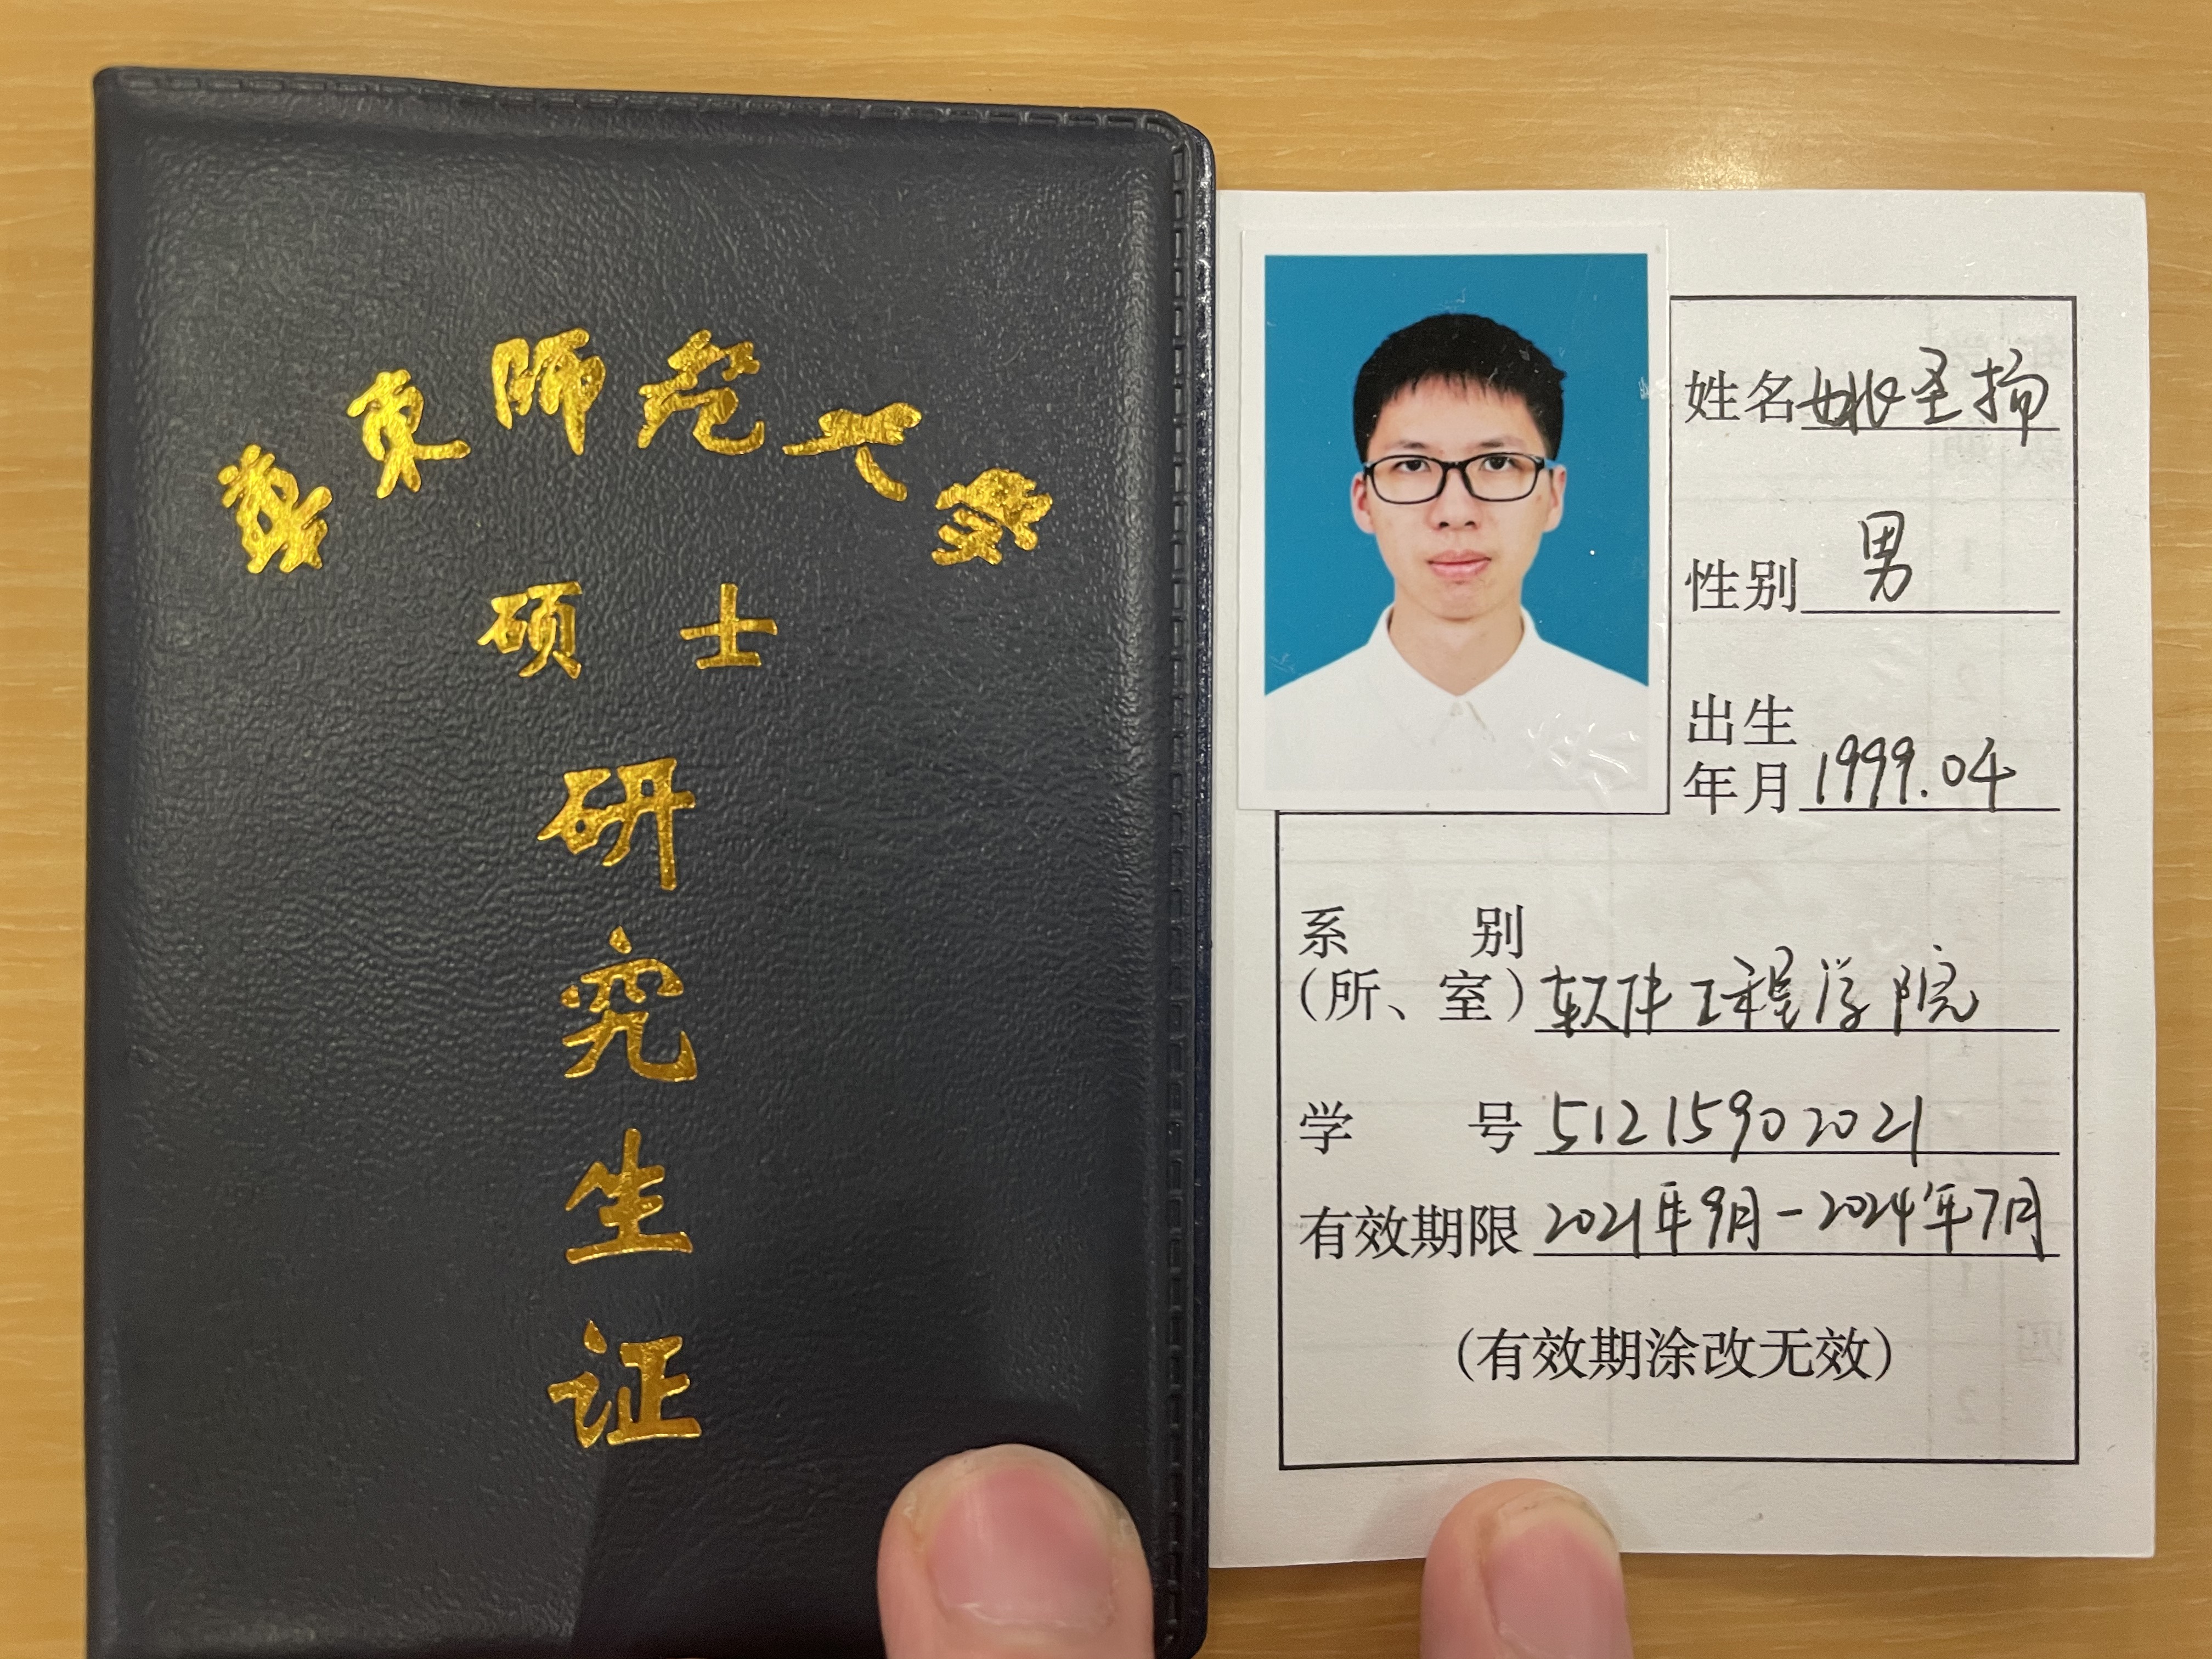 华东师范大学
硕士
研究生证
姓名 姬圣瑜
性别 男
出生年月 1999.04
系别
(所、室) 软件工程学院
学号 51215902021
有效期限 2021年9月-2024年7月
(有效期涂改无效)